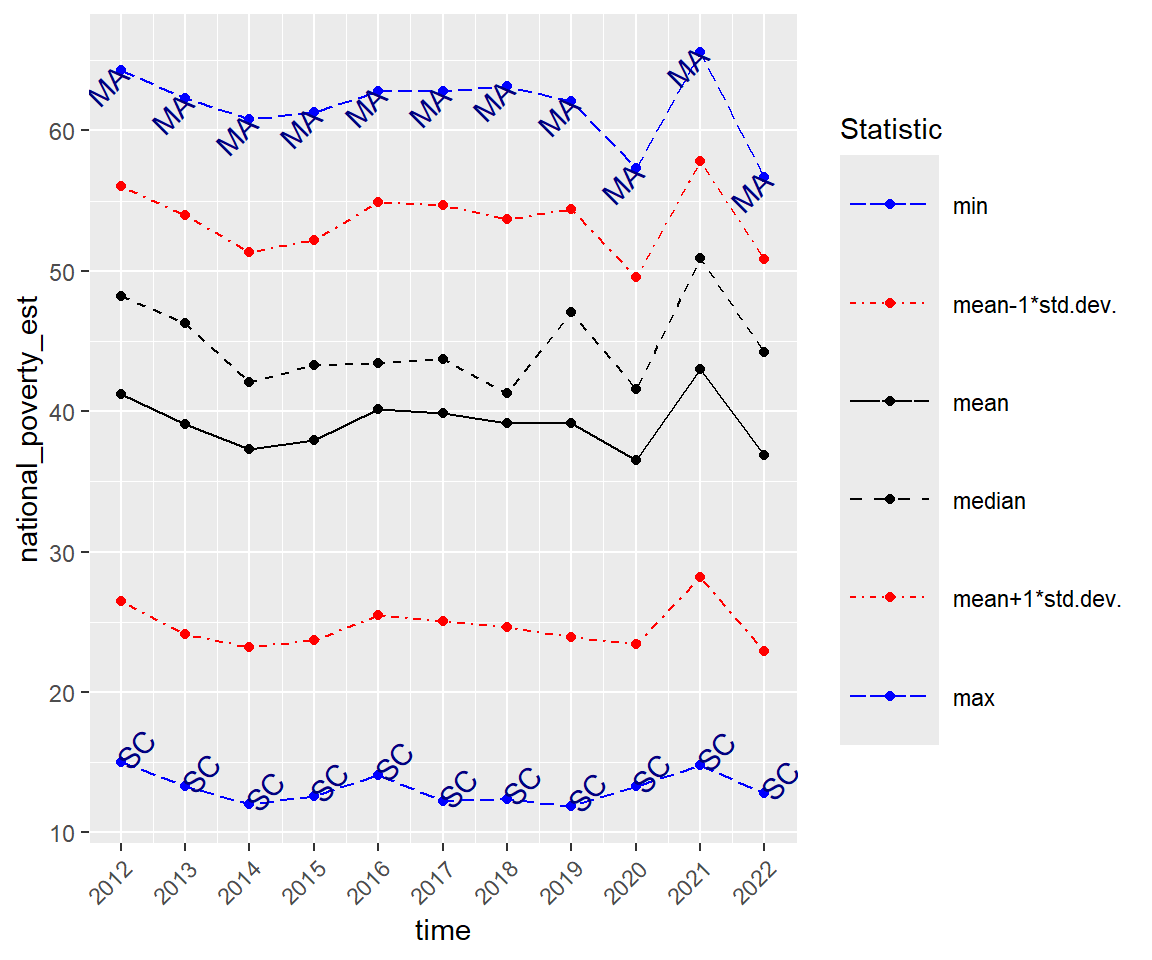 national_poverty_est
60
50
40
30
20
10
MA MA MA MA MA MA MA MA MA MA MA
SC SC SC SC SC SC SC SC SC SC SC
2012 2013 2014 2015 2016 2017 2018 2019 2020 2021 2022
time
Statistic
min
mean-1*std.dev.
mean
median
mean+1*std.dev.
max